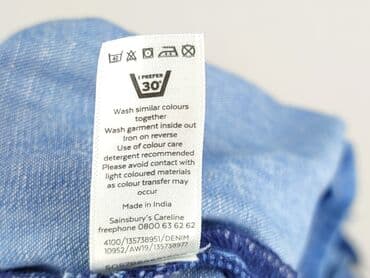 I PREFER
30°
Wash similar colours
together
Wash garment inside out
Iron on reverse
Use of colour care
detergent recommended
Please avoid contact with
light coloured materials
as colour transfer may
occur
Made in India
Sainsbury's Careline
freephone 0800 63 62 62
4100/135738951/DENIM
10952/AW19/135738977